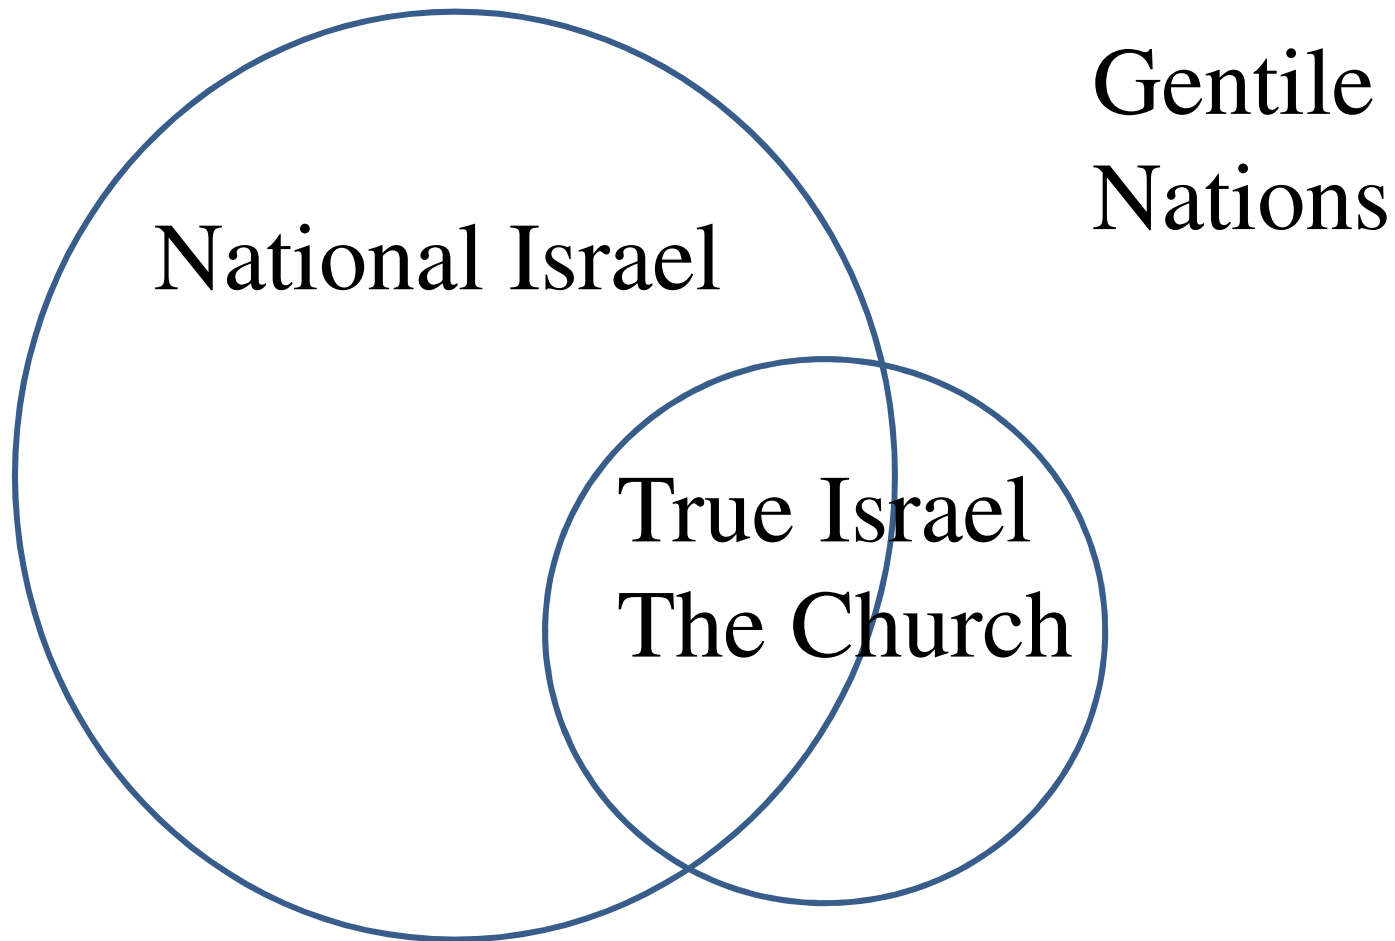 Gentile
Nations
National Israel
True Israel
The Church